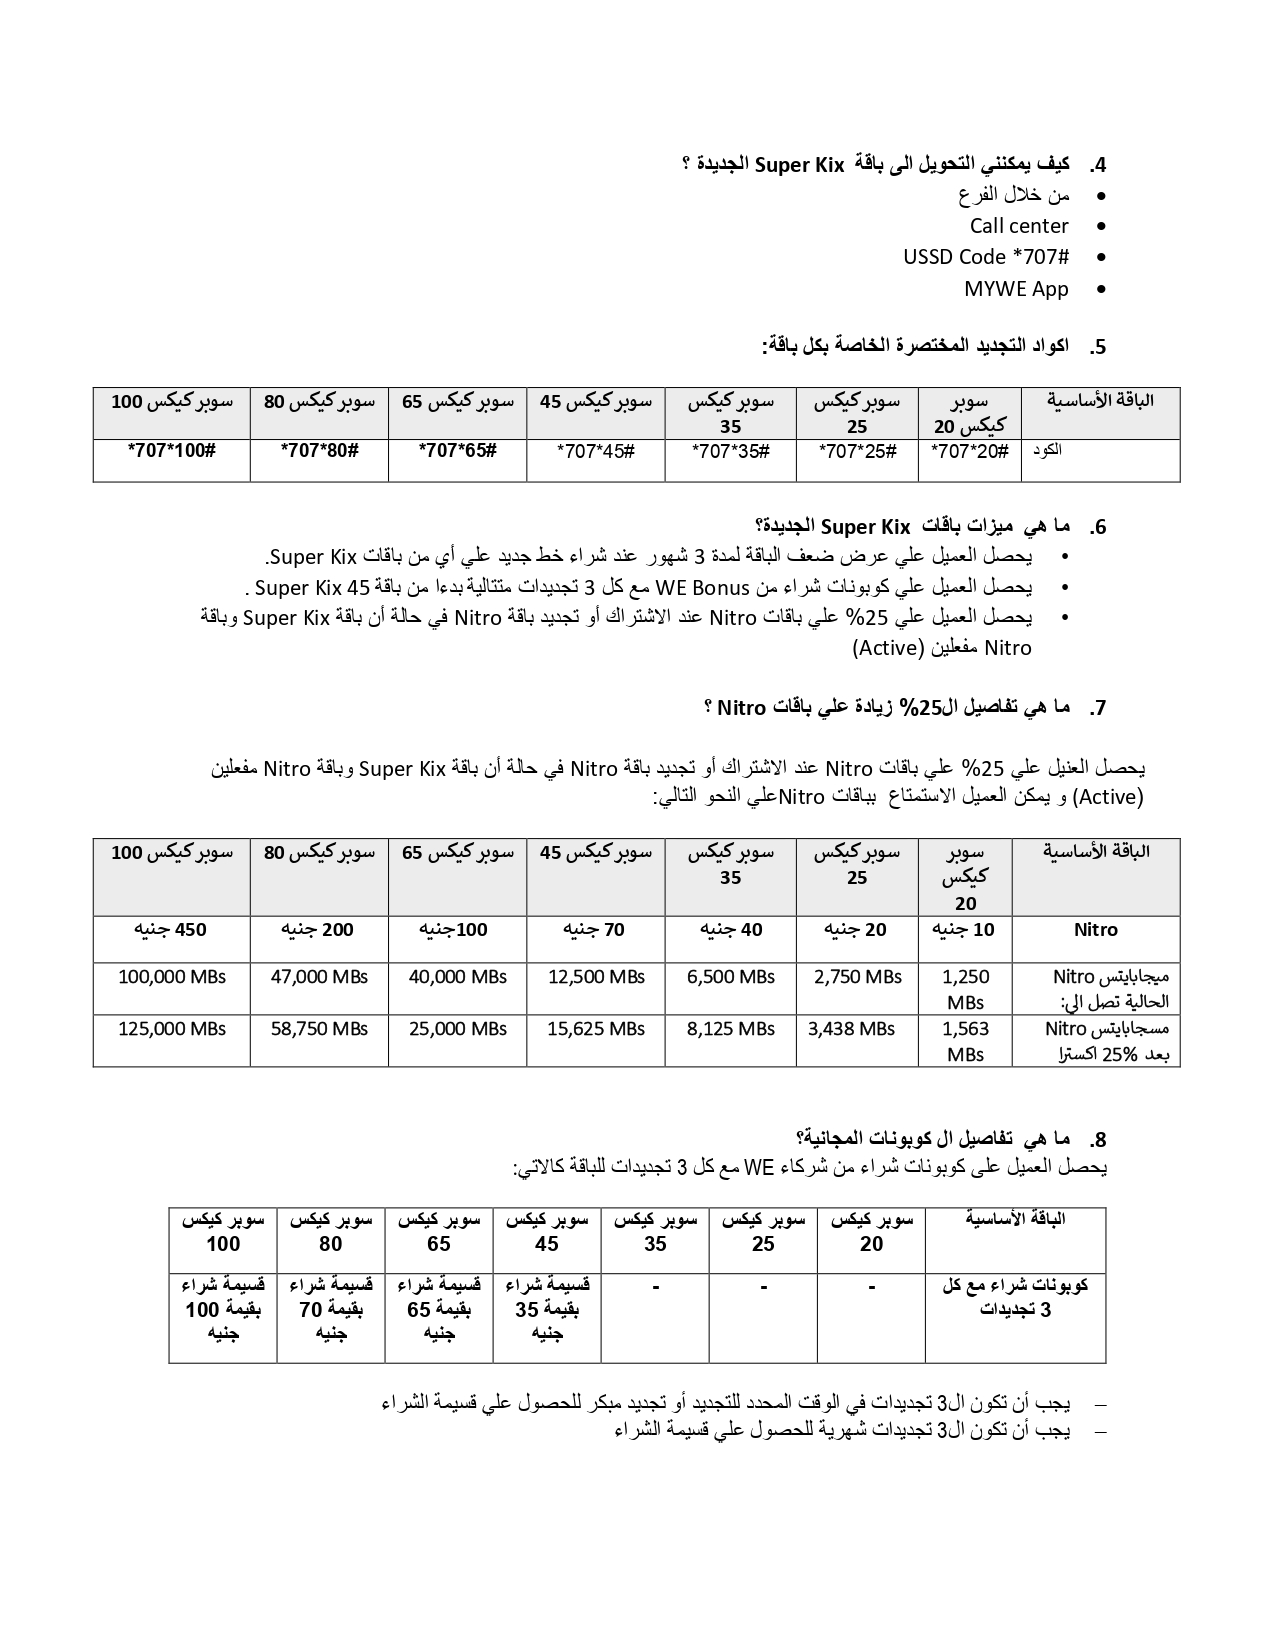 4. كيف يمكنني التحويل الى باقة Super Kix الجديدة ؟
• من خلال الفرع
• Call center
• USSD Code *707#
• MYWE App
5. اكواد التجديد المختصرة الخاصة بكل باقة:
الباقة الأساسية | سوبر كيكس 20 | سوبر كيكس 25 | سوبر كيكس 35 | سوبر كيكس 45 | سوبر كيكس 65 | سوبر كيكس 80 | سوبر كيكس 100
الكود | *707*20# | *707*25# | *707*35# | *707*45# | *707*65# | *707*80# | *707*100#
6. ما هي ميزات باقات Super Kix الجديدة؟
• يحصل العميل علي عرض ضعف الباقة لمدة 3 شهور عند شراء خط جديد علي أي من باقات Super Kix.
• يحصل العميل علي كوبونات شراء من WE Bonus مع كل 3 تجديدات متتالية بدءا من باقة Super Kix 45 .
• يحصل العميل علي 25% علي باقات Nitro عند الاشتراك أو تجديد باقة Nitro في حالة أن باقة Super Kix وباقة
Nitro مفعلين (Active)
7. ما هي تفاصيل ال25% زيادة علي باقات Nitro ؟
يحصل العنيل علي 25% علي باقات Nitro عند الاشتراك أو تجديد باقة Nitro في حالة أن باقة Super Kix وباقة Nitro مفعلين
(Active) و يمكن العميل الاستمتاع بباقات Nitroعلي النحو التالي:
الباقة الأساسية | سوبر كيكس 20 | سوبر كيكس 25 | سوبر كيكس 35 | سوبر كيكس 45 | سوبر كيكس 65 | سوبر كيكس 80 | سوبر كيكس 100
Nitro | 10 جنيه | 20 جنيه | 40 جنيه | 70 جنيه | 100جنيه | 200 جنيه | 450 جنيه
ميجابايتس Nitro الحالية تصل الي: | 1,250 MBs | 2,750 MBs | 6,500 MBs | 12,500 MBs | 40,000 MBs | 47,000 MBs | 100,000 MBs
مسجابايتس Nitro بعد 25% اكسترا | 1,563 MBs | 3,438 MBs | 8,125 MBs | 15,625 MBs | 25,000 MBs | 58,750 MBs | 125,000 MBs
8. ما هي تفاصيل ال كوبونات المجانية؟
يحصل العميل على كوبونات شراء من شركاء WE مع كل 3 تجديدات للباقة كالاتي:
الباقة الأساسية | سوبر كيكس 20 | سوبر كيكس 25 | سوبر كيكس 35 | سوبر كيكس 45 | سوبر كيكس 65 | سوبر كيكس 80 | سوبر كيكس 100
كوبونات شراء مع كل 3 تجديدات | - | - | - | قسيمة شراء بقيمة 35 جنيه | قسيمة شراء بقيمة 65 جنيه | قسيمة شراء بقيمة 70 جنيه | قسيمة شراء بقيمة 100 جنيه
– يجب أن تكون ال3 تجديدات في الوقت المحدد للتجديد أو تجديد مبكر للحصول علي قسيمة الشراء
– يجب أن تكون ال3 تجديدات شهرية للحصول علي قسيمة الشراء